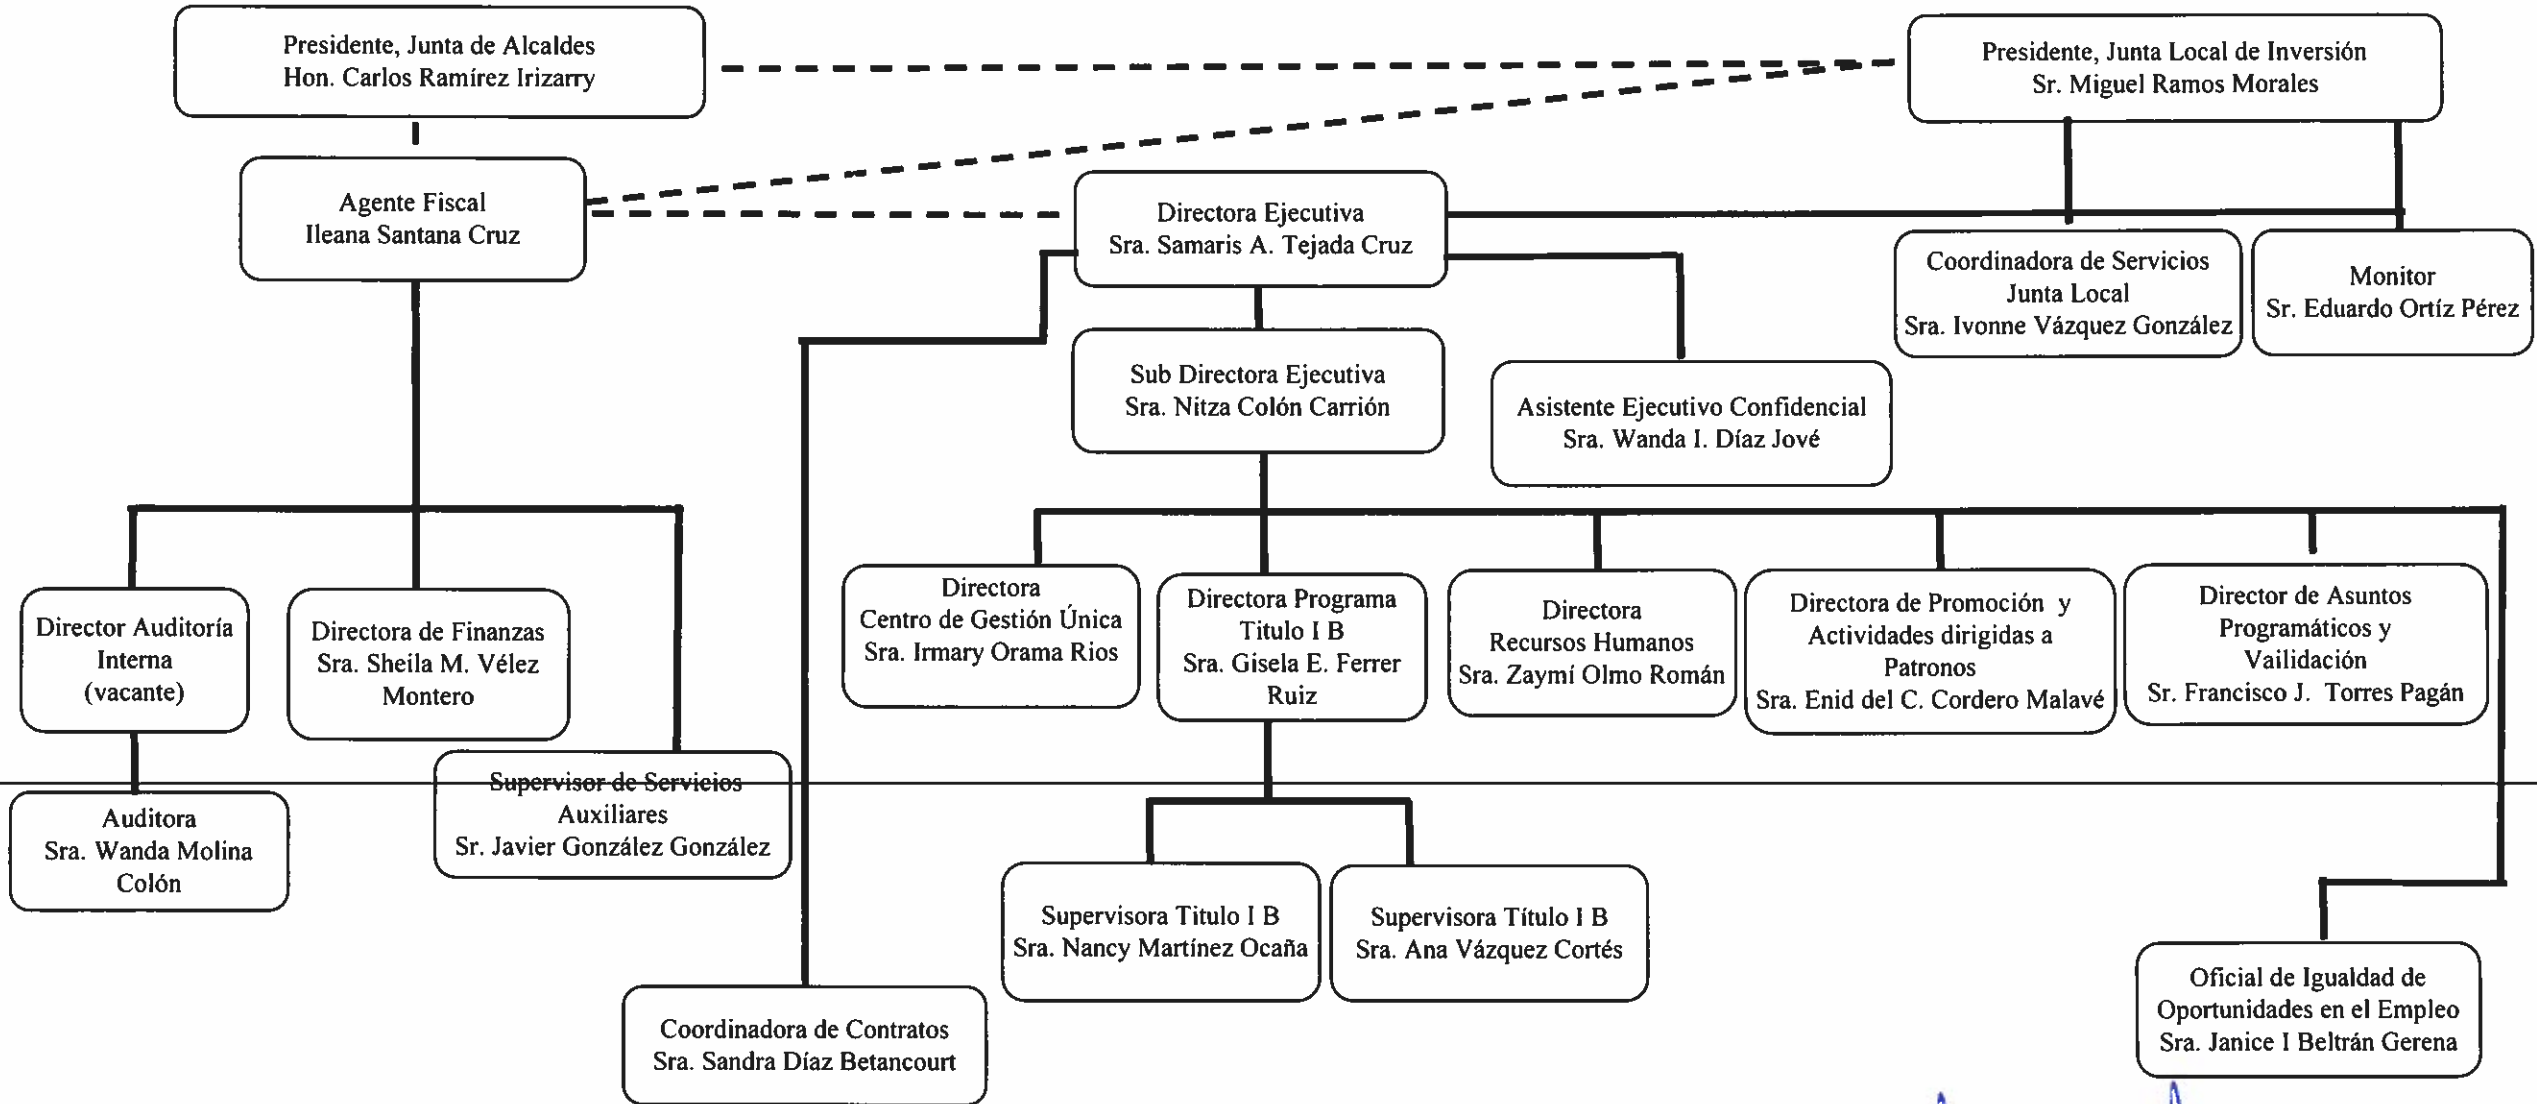 Presidente, Junta de Alcaldes
Hon. Carlos Ramírez Irizarry
Presidente, Junta Local de Inversión
Sr. Miguel Ramos Morales
Agente Fiscal
Ileana Santana Cruz
Directora Ejecutiva
Sra. Samaris A. Tejada Cruz
Coordinadora de Servicios
Junta Local
Sra. Ivonne Vázquez González
Monitor
Sr. Eduardo Ortíz Pérez
Sub Directora Ejecutiva
Sra. Nitza Colón Carrión
Asistente Ejecutivo Confidencial
Sra. Wanda I. Díaz Jové
Director Auditoría
Interna
(vacante)
Directora de Finanzas
Sra. Sheila M. Vélez
Montero
Directora
Centro de Gestión Única
Sra. Irmary Orama Rios
Directora Programa
Titulo I B
Sra. Gisela E. Ferrer
Ruiz
Directora
Recursos Humanos
Sra. Zaymí Olmo Román
Directora de Promoción y
Actividades dirigidas a
Patronos
Sra. Enid del C. Cordero Malavé
Director de Asuntos
Programáticos y
Vailidación
Sr. Francisco J. Torres Pagán
Supervisor de Servicios
Auxiliares
Sr. Javier González González
Auditora
Sra. Wanda Molina
Colón
Supervisora Titulo I B
Sra. Nancy Martínez Ocaña
Supervisora Título I B
Sra. Ana Vázquez Cortés
Coordinadora de Contratos
Sra. Sandra Díaz Betancourt
Oficial de Igualdad de
Oportunidades en el Empleo
Sra. Janice I Beltrán Gerena